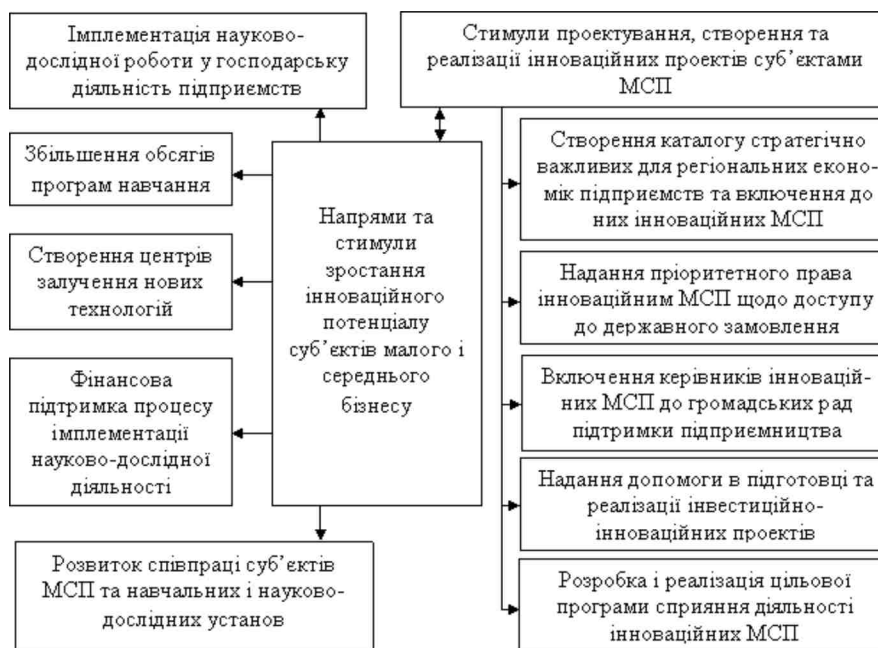 Імплементація науково-
дослідної роботи у господарську
діяльність підприємств
Стимули проектування, створення та
реалізації інноваційних проектів суб’єктами
МСП
Збільшення обсягів
програм навчання
Створення центрів
залучення нових
технологій
Фінансова
підтримка процесу
імплементації
науково-дослідної
діяльності
Напрями та
стимули
зростання
інноваційного
потенціалу
суб’єктів малого і
середнього
бізнесу
Розвиток співпраці суб’єктів
МСП та навчальних і науково-
дослідних установ
Створення каталогу стратегічно
важливих для регіональних еконо-
мік підприємств та включення до
них інноваційних МСП
Надання пріоритетного права
інноваційним МСП щодо доступу
до державного замовлення
Включення керівників інновацій-
них МСП до громадських рад
підтримки підприємництва
Надання допомоги в підготовці та
реалізації інвестиційно-
інноваційних проектів
Розробка і реалізація цільової
програми сприяння діяльності
інноваційних МСП